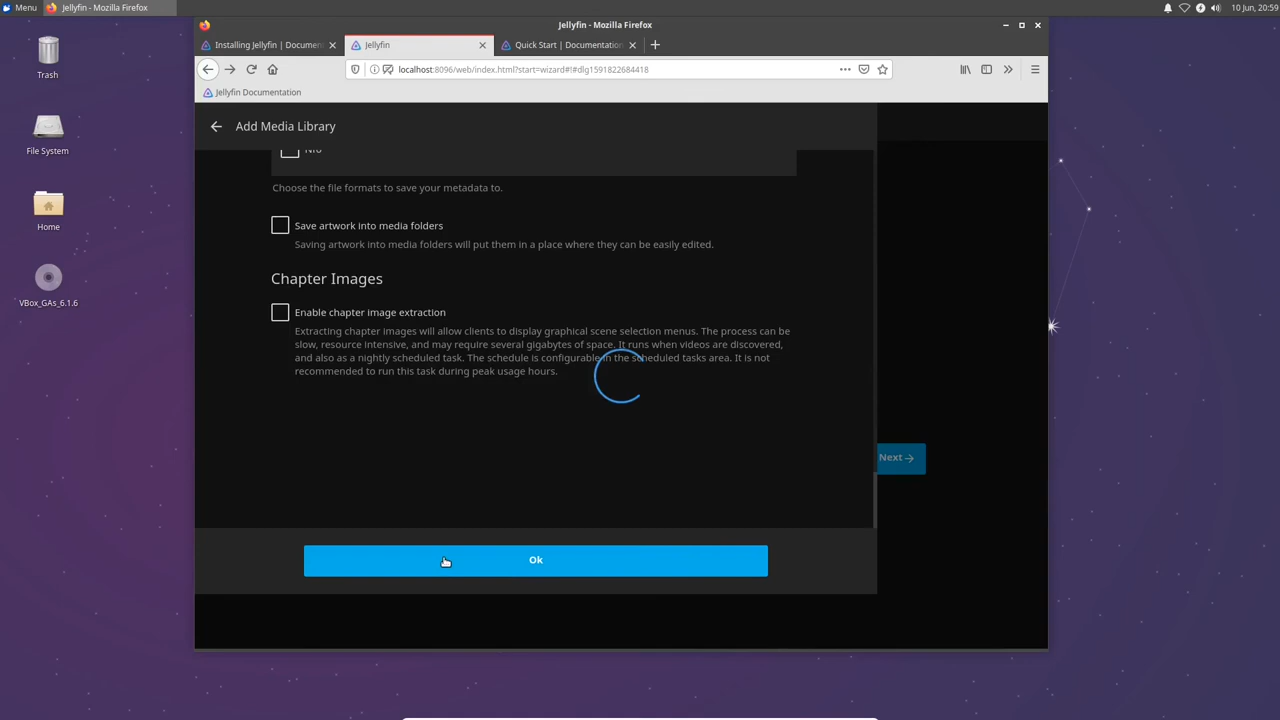 Menu
Jellyfin - Mozilla Firefox
10 Jun, 20:59
Jellyfin - Mozilla Firefox
Installing Jellyfin | Documen
Jellyfin
Quick Start | Documentation
localhost:8096/web/index.html?start=wizard#!#dlg1591822684418
Jellyfin Documentation
Trash
File System
Home
VBox_GAs_6.1.6
Add Media Library
Nfo
Choose the file formats to save your metadata to.
Save artwork into media folders
Saving artwork into media folders will put them in a place where they can be easily edited.
Chapter Images
Enable chapter image extraction
Extracting chapter images will allow clients to display graphical scene selection menus. The process can be
slow, resource intensive, and may require several gigabytes of space. It runs when videos are discovered,
and also as a nightly scheduled task. The schedule is configurable in the scheduled tasks area. It is not
recommended to run this task during peak usage hours.
Next
Ok